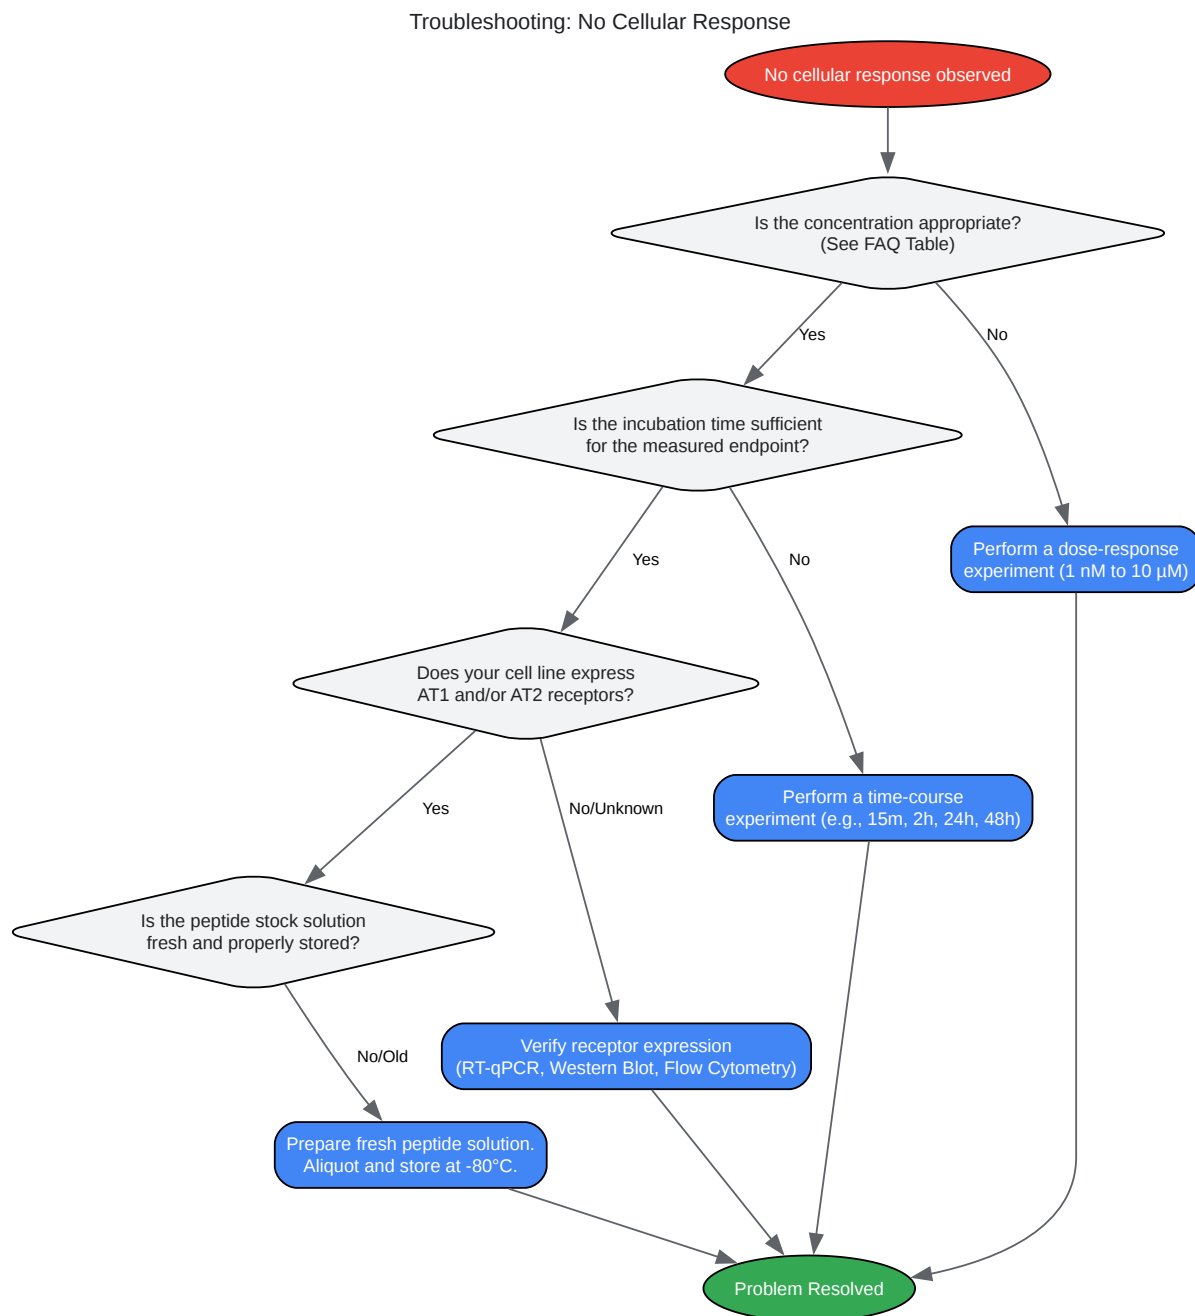 Troubleshooting: No Cellular Response
No cellular response observed
Is the concentration appropriate?
(See FAQ Table)
Yes
No
Is the incubation time sufficient
for the measured endpoint?
Yes
No
Perform a dose-response
experiment (1 nM to 10 µM)
Does your cell line express
AT1 and/or AT2 receptors?
Yes
No/Unknown
Perform a time-course
experiment (e.g., 15m, 2h, 24h, 48h)
Is the peptide stock solution
fresh and properly stored?
No/Old
Verify receptor expression
(RT-qPCR, Western Blot, Flow Cytometry)
Prepare fresh peptide solution.
Aliquot and store at -80°C.
Problem Resolved